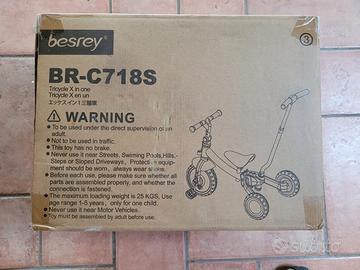 besrey
3
BR-C718S
Tricycle X in one
Tricycle X en un
エックスイン1三輪車
WARNING
• To be used under the direct supervision of an
adult.
• Not to be used in traffic.
• This toy has no brake.
• Never use it near Streets, Swiming Pools,Hills,
Steps or Sloped Driveways, Protective equip-
ment should be worn, always wear shoes.
• Before each use, please make sure whether all
parts are assembled properly, and whether the
connection is fastened.
• The maximum loading weight is 25 KGS, Use
age range 1-5 years, only for one child.
• Never use near Motor Vehicles.
• Toy must be assembled by adult before use.
subito